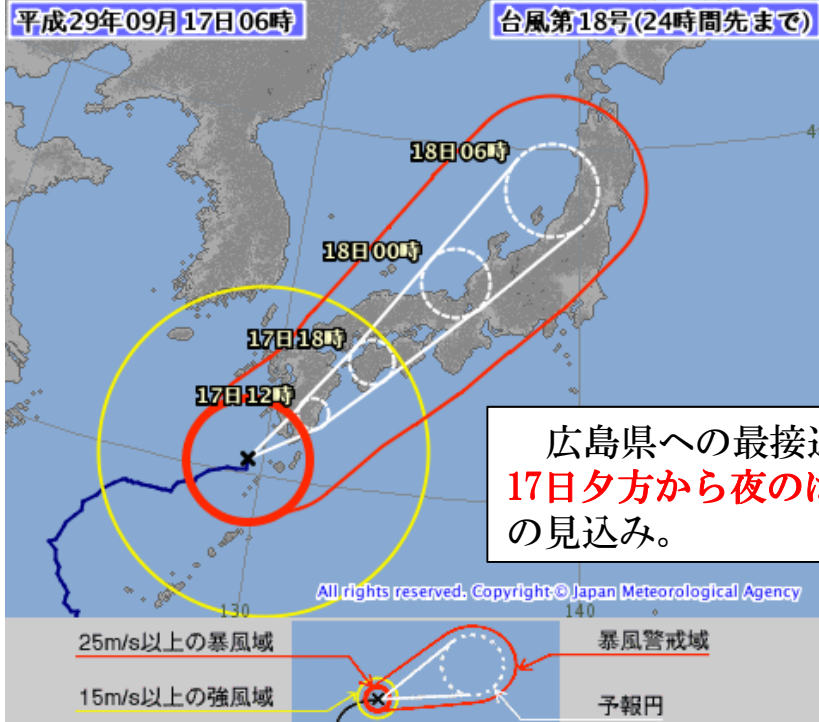 平成29年09月17日06時
台風第18号(24時間先まで)
18日06時
4
18日00時
17日18時
17日12時
広島県への最接近
17日夕方から夜のは
の見込み。
All rights reserved. Copyright © Japan Meteorological Agency
130
140
25m/s以上の暴風域
暴風警戒域
15m/s以上の強風域
予報円